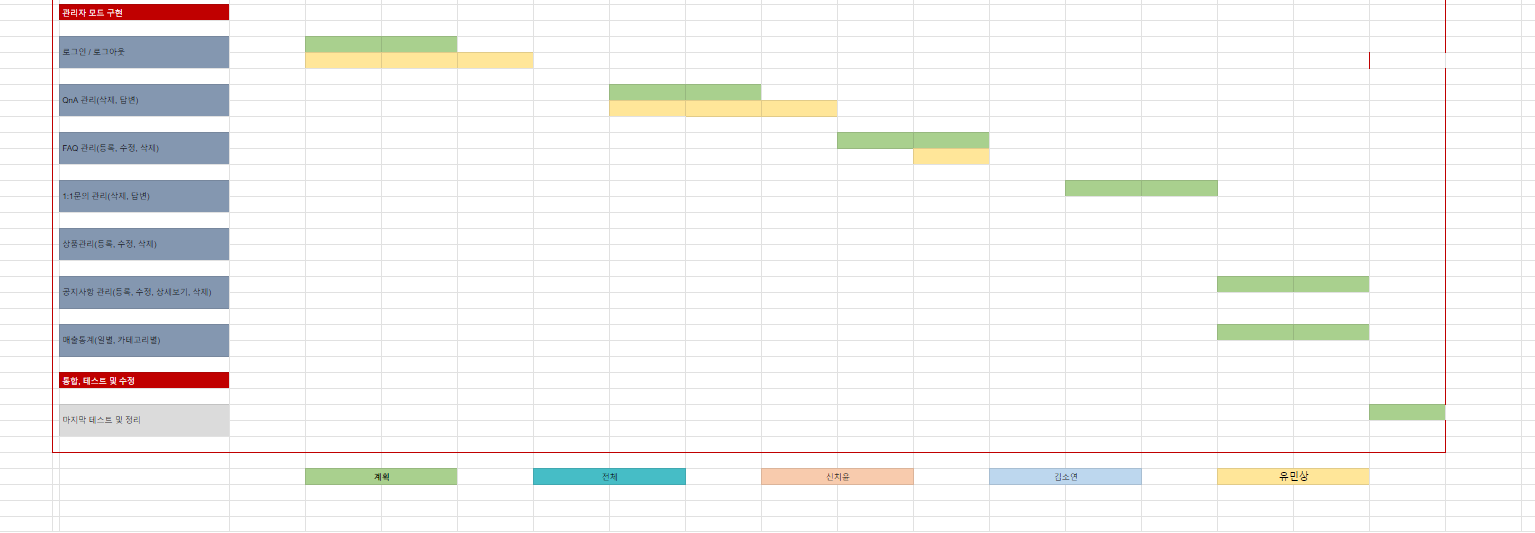 관리자 모드 구현
로그인 / 로그아웃
QnA 관리(삭제, 답변)
FAQ 관리(등록, 수정, 삭제)
1:1문의 관리(삭제, 답변)
상품관리(등록, 수정, 삭제)
공지사항 관리(등록, 수정, 상세보기, 삭제)
매출통계(일별, 카테고리별)
통합, 테스트 및 수정
마지막 테스트 및 정리
계획 전체 신지윤 김소연 유민상